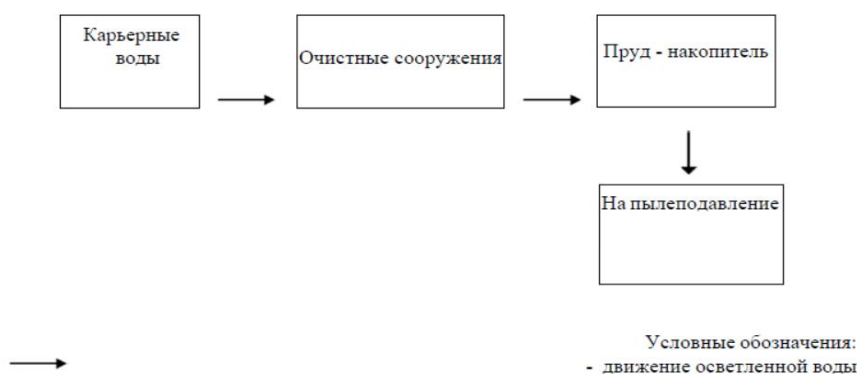 Карьерные
воды
Очистные сооружения
Пруд - накопитель
На пылеподавление
Условные обозначения:
- движение осветленной воды